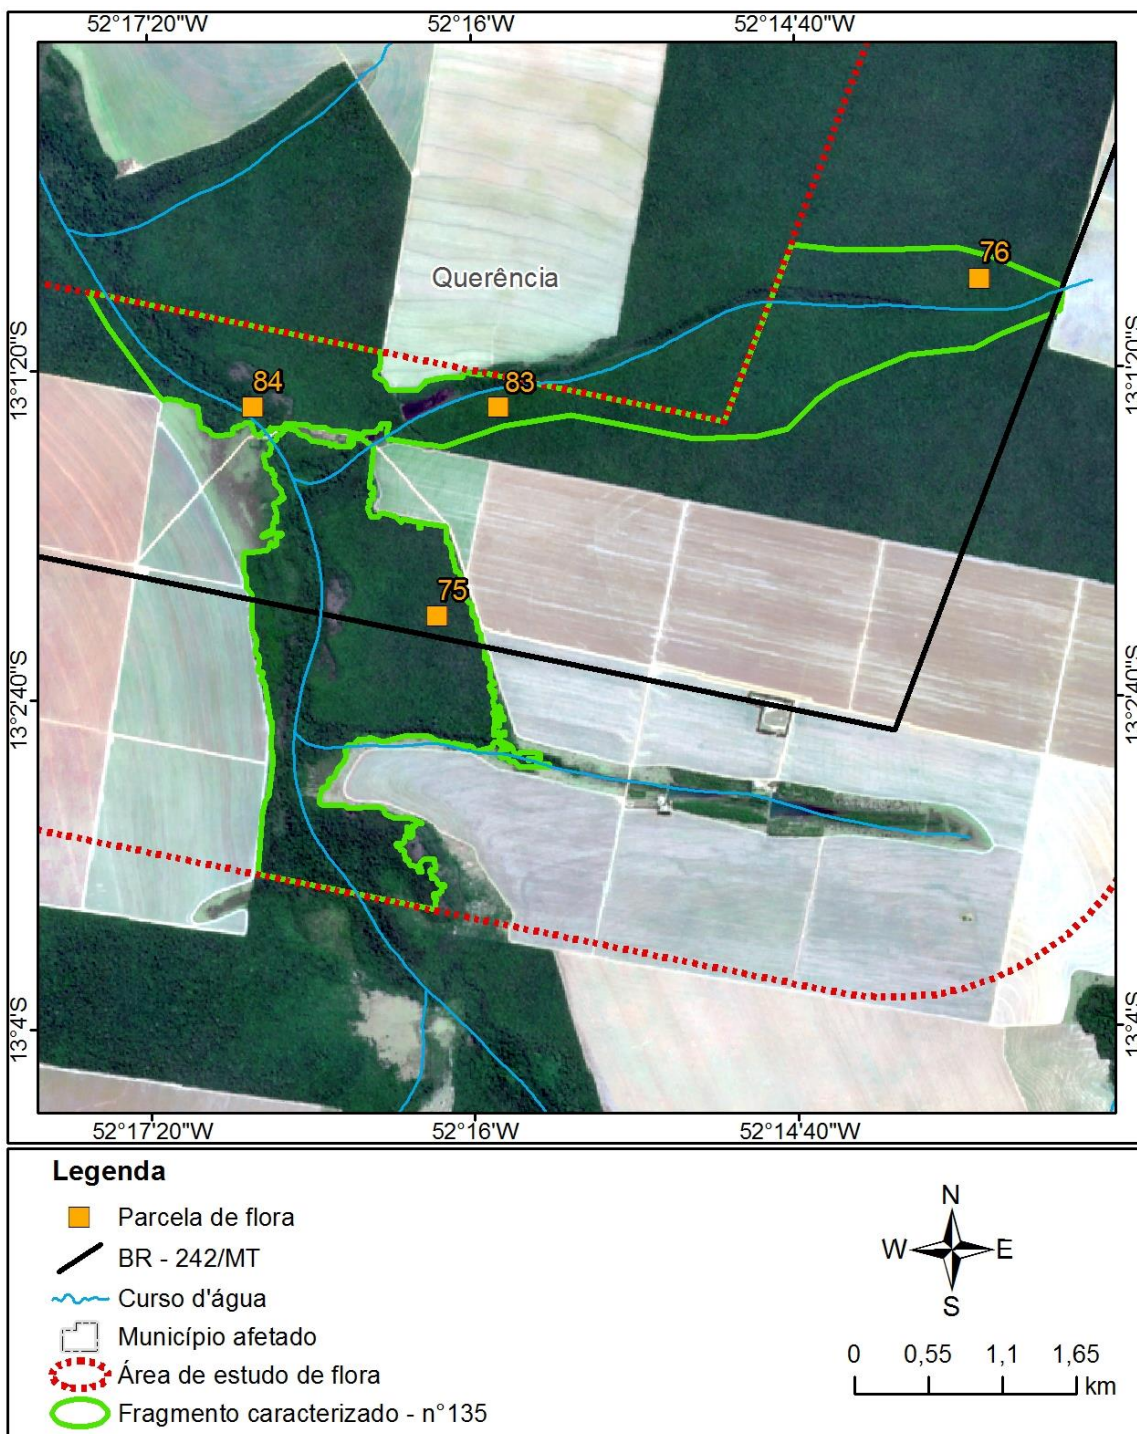 52°17'20"W 52°16'W 52°14'40"W
76
Querência
13°1'20"S 13°1'20"S
84 83
75
13°2'40"S 13°2'40"S
13°4'S 13°4'S
52°17'20"W 52°16'W 52°14'40"W
Legenda
Parcela de flora
BR - 242/MT
Curso d'água
Município afetado
Área de estudo de flora
Fragmento caracterizado - n°135
N
W E
S
0 0,55 1,1 1,65
km